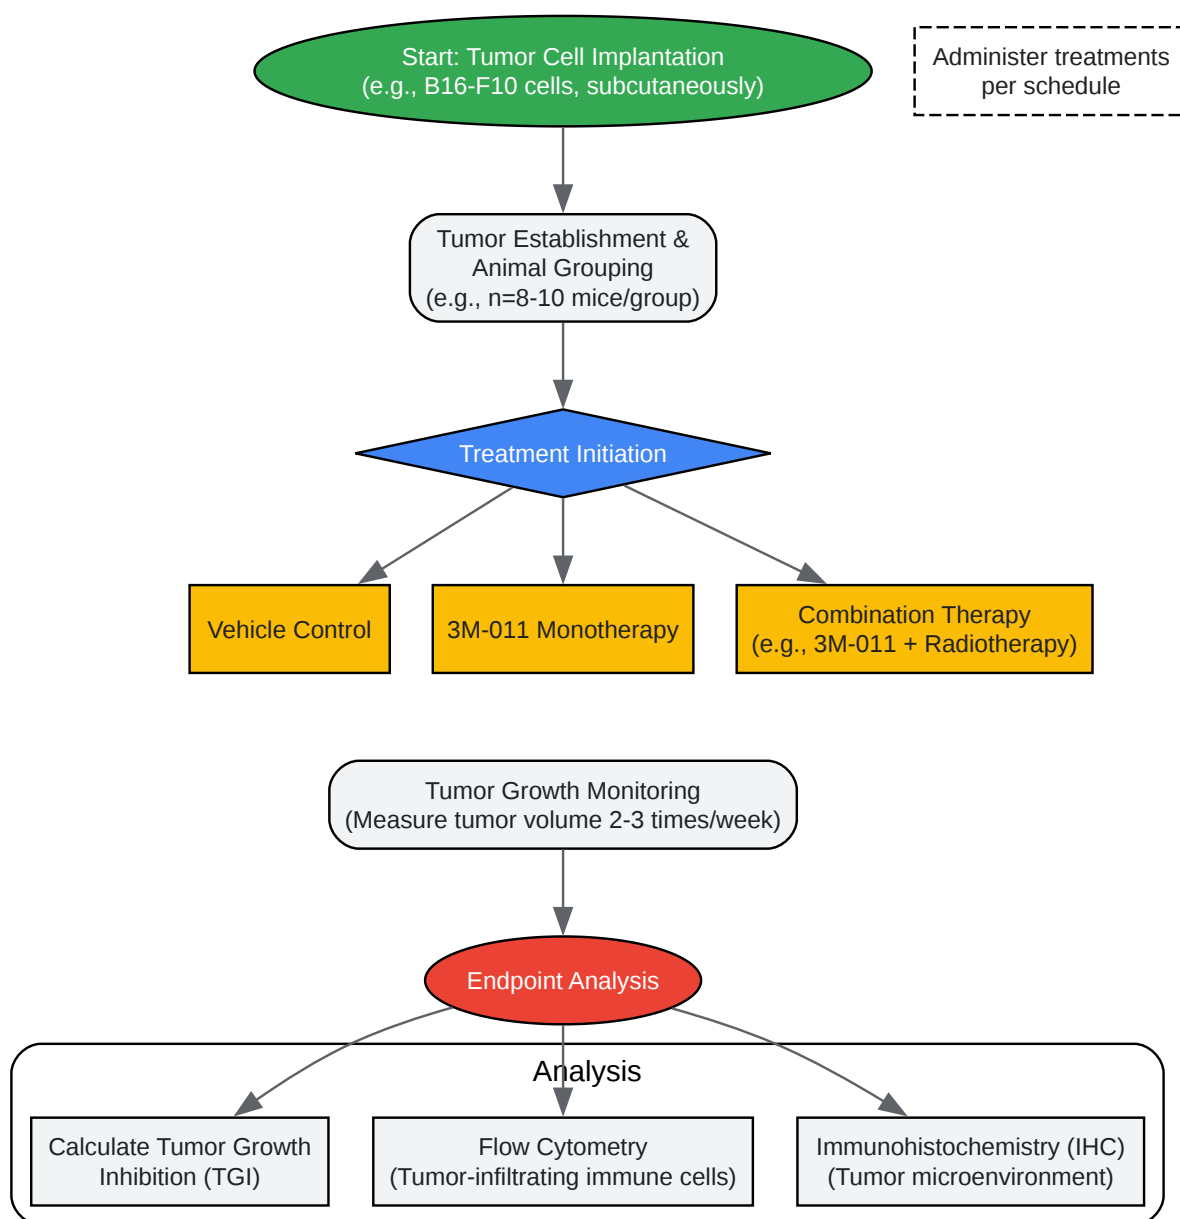 Start: Tumor Cell Implantation
(e.g., B16-F10 cells, subcutaneously)
Administer treatments
per schedule
Tumor Establishment &
Animal Grouping
(e.g., n=8-10 mice/group)
Treatment Initiation
Vehicle Control
3M-011 Monotherapy
Combination Therapy
(e.g., 3M-011 + Radiotherapy)
Tumor Growth Monitoring
(Measure tumor volume 2-3 times/week)
Endpoint Analysis
Analysis
Calculate Tumor Growth
Inhibition (TGI)
Flow Cytometry
(Tumor-infiltrating immune cells)
Immunohistochemistry (IHC)
(Tumor microenvironment)